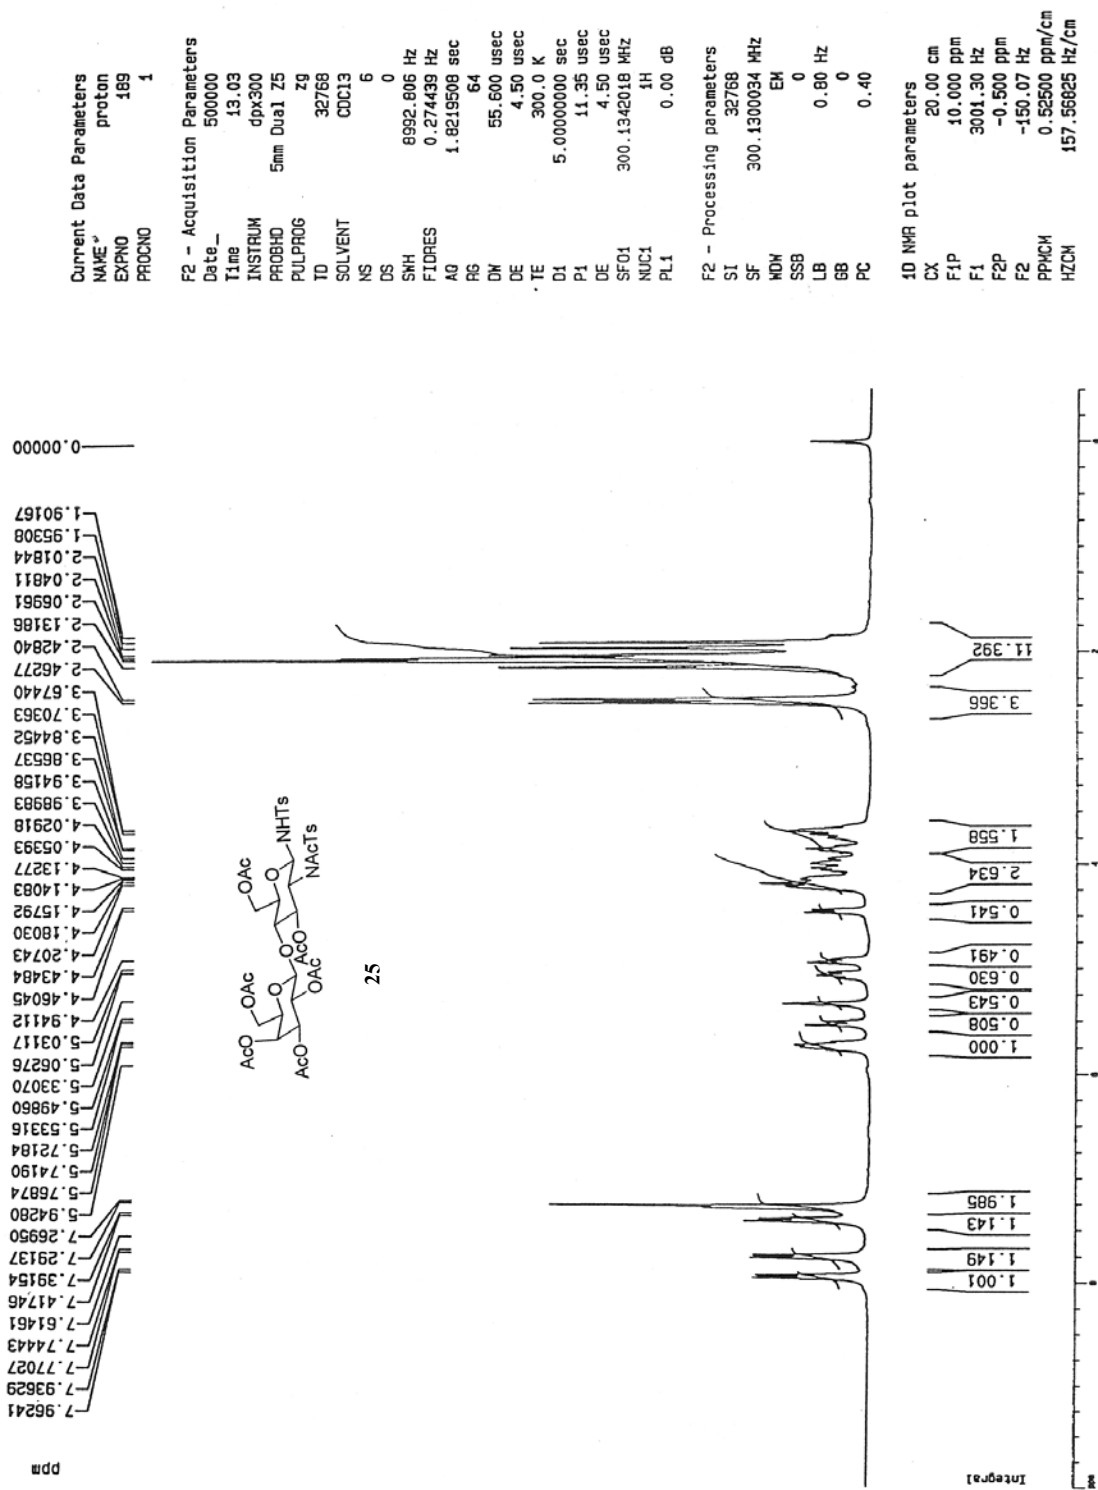 Current Data Parameters
NAME proton
EXPNO 189
PROCNO 1
F2 - Acquisition Parameters
Date_ 500000
Time 13.03
INSTRUM dpx300
PROBHD 5mm Dual Z5
PULPROG zg
TD 32768
SOLVENT CDCl3
NS 6
DS 0
SWH 8992.806 Hz
FIDRES 0.274439 Hz
AQ 1.8219508 sec
RG 64
DW 55.600 usec
DE 4.50 usec
TE 300.0 K
D1 5.00000000 sec
P1 11.35 usec
DE 4.50 usec
SFO1 300.1342018 MHz
NUC1 1H
PL1 0.00 dB
F2 - Processing parameters
SI 32768
SF 300.1300034 MHz
WDW EM
SSB 0
LB 0.80 Hz
GB 0
PC 0.40
1D NMR plot parameters
CX 20.00 cm
F1P 10.000 ppm
F1 3001.30 Hz
F2P -0.500 ppm
F2 -150.07 Hz
PPMCM 0.52500 ppm/cm
HZCM 157.56825 Hz/cm
ppm
7.96241
7.93629
7.77027
7.74443
7.61461
7.41746
7.39154
7.29137
7.26950
5.94280
5.76874
5.74190
5.72184
5.53316
5.49860
5.33070
5.06276
5.03117
4.94112
4.46045
4.43484
4.20743
4.18030
4.15792
4.14083
4.13277
4.05393
4.02918
3.98983
3.94158
3.86537
3.84452
3.70363
3.67440
2.46277
2.42840
2.13186
2.06961
2.04811
2.01844
1.95308
1.90167
0.00000
AcO
OAc
OAc
O
O
O
NHTs
AcO
OAc
AcO
NAcTs
25
Integral
1.001
1.149
1.143
1.985
1.000
0.508
0.543
0.630
0.491
0.541
2.634
1.558
3.366
11.392
ppm
8
6
4
2
0